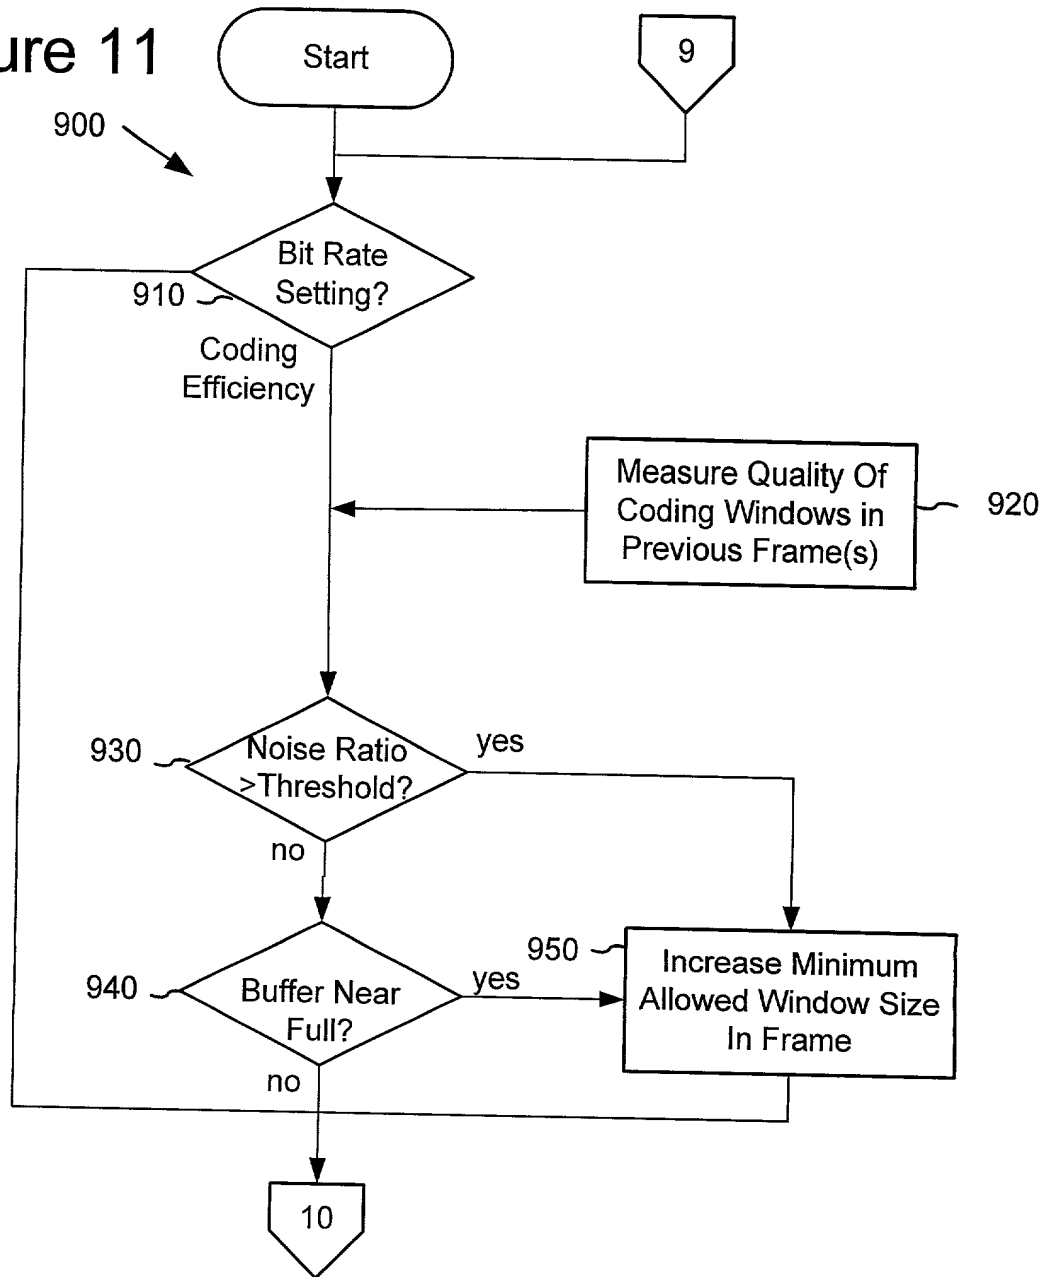 ure 11
Start
9
900
Bit Rate
Setting?
910
Coding
Efficiency
Measure Quality Of
Coding Windows in
Previous Frame(s)
920
930
Noise Ratio
>Threshold?
yes
no
940
Buffer Near
Full?
yes
no
950
Increase Minimum
Allowed Window Size
In Frame
10